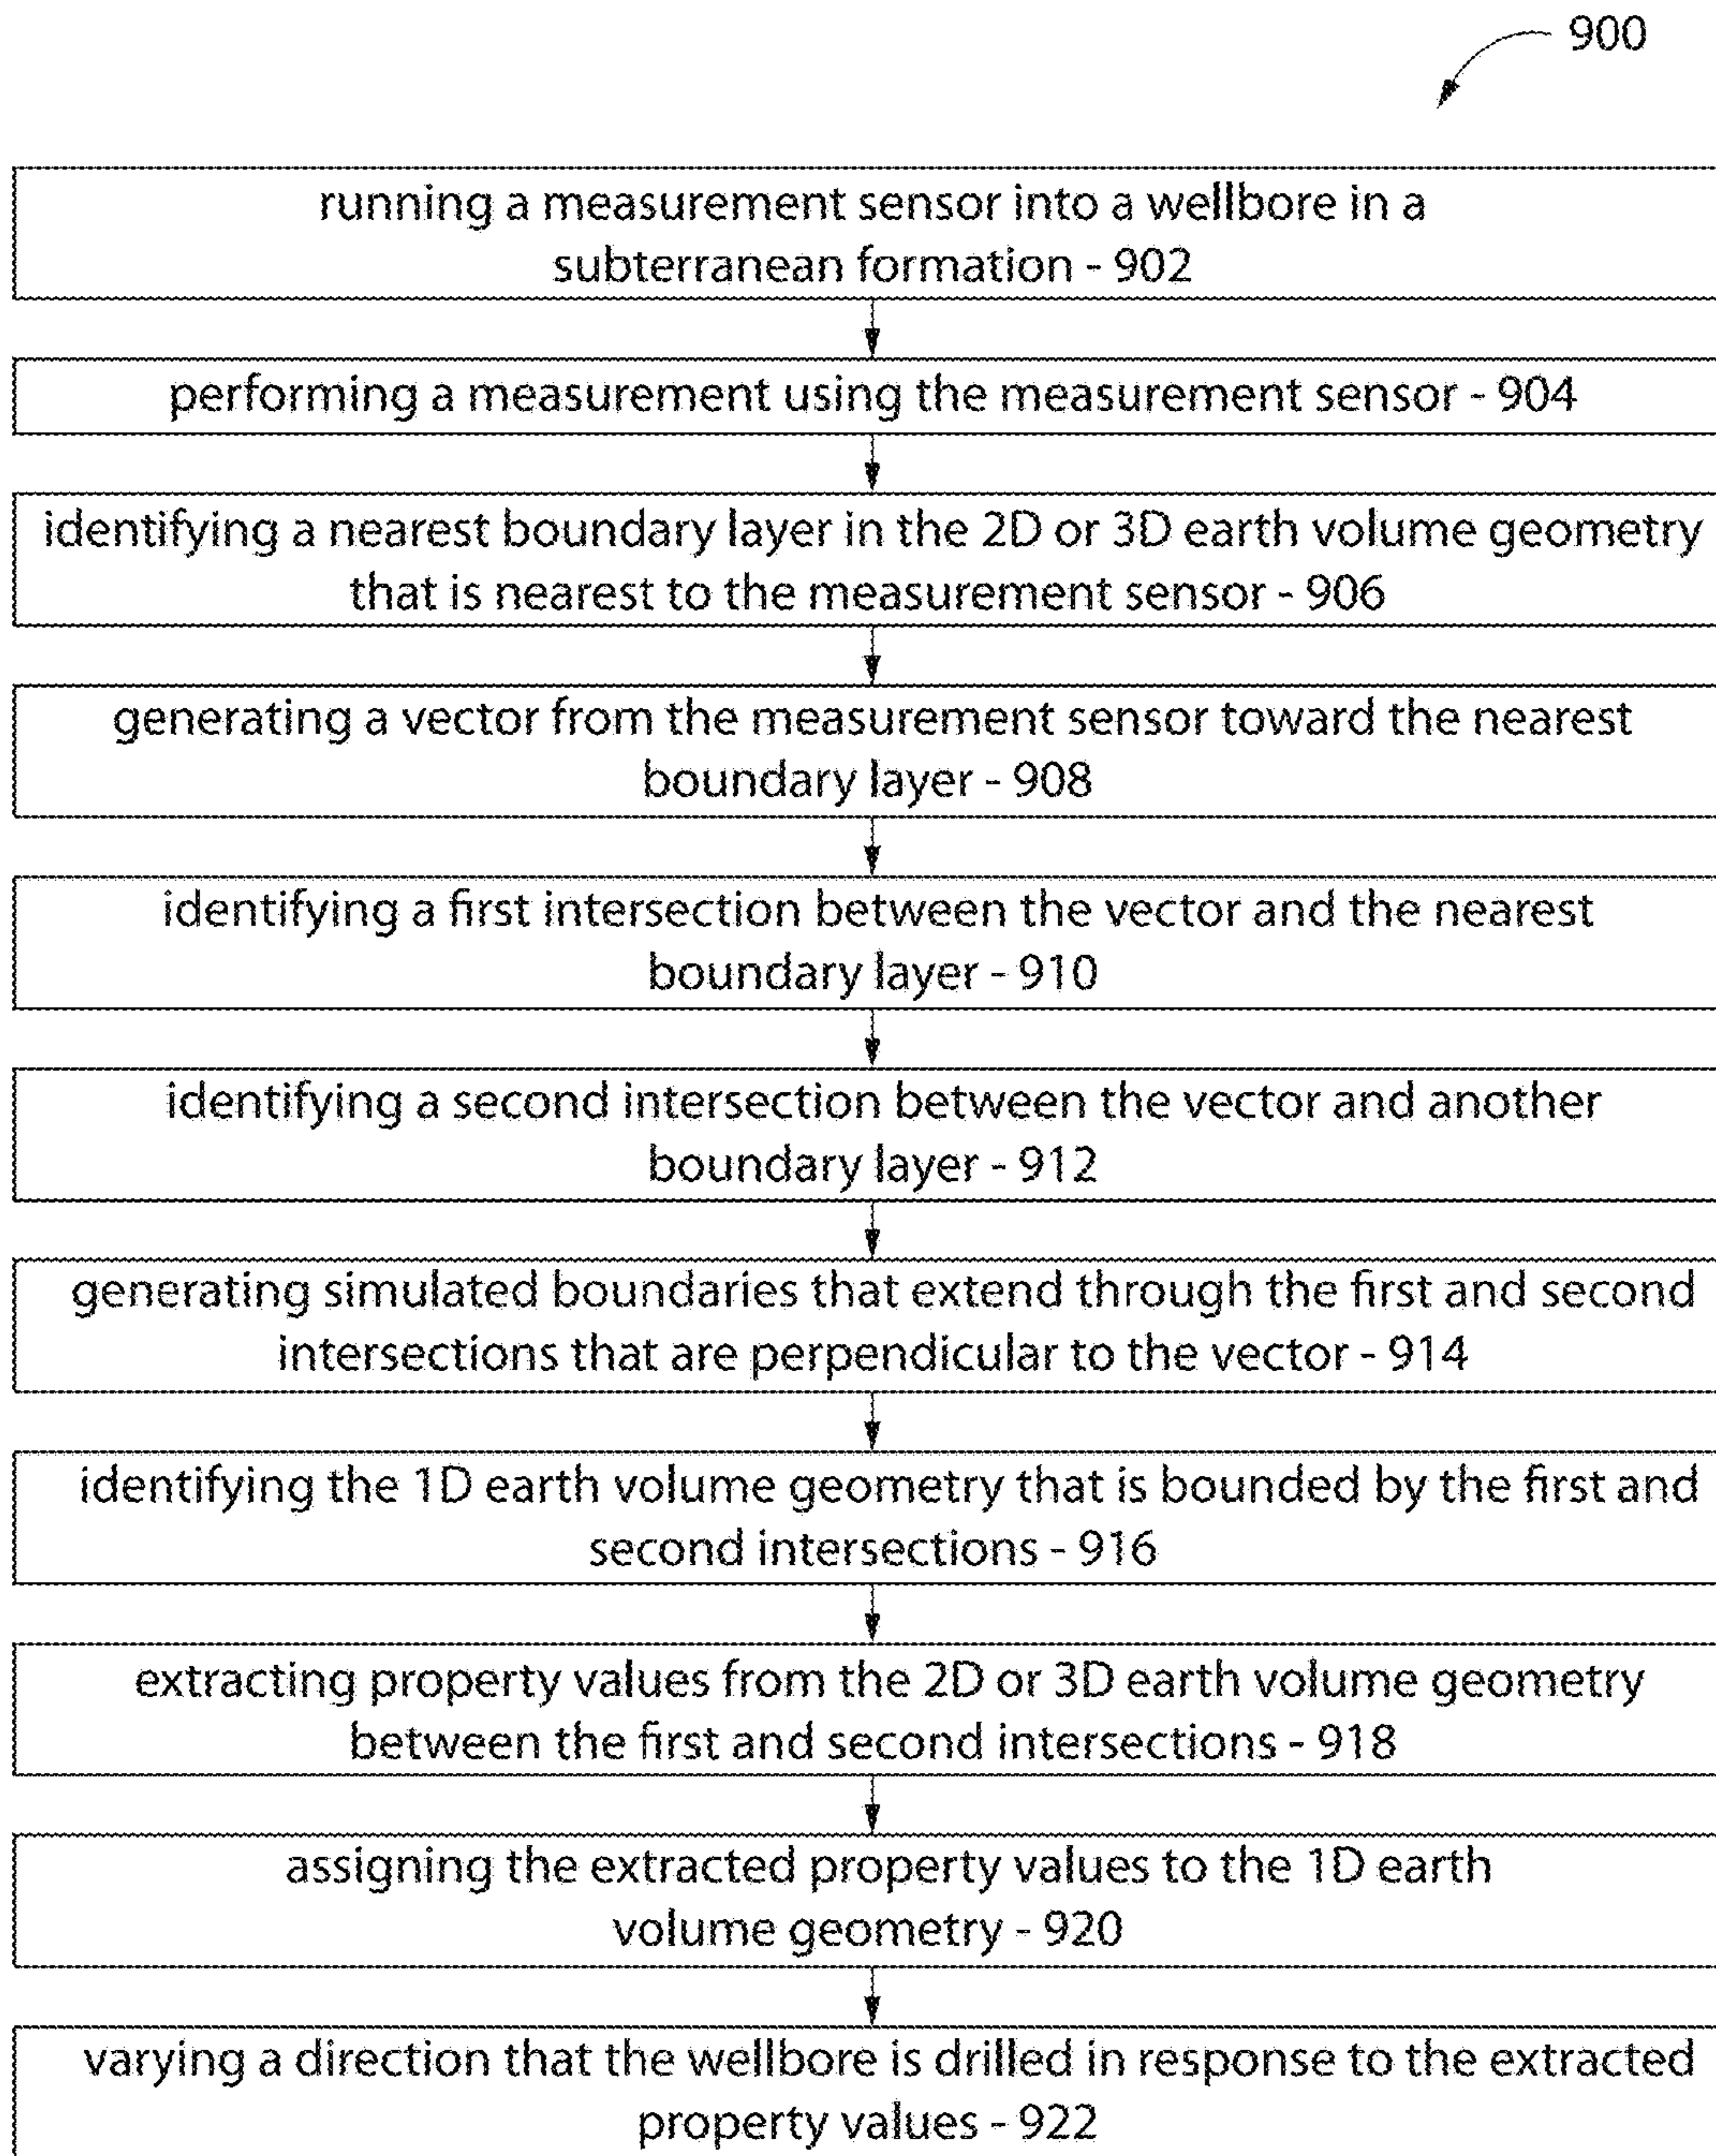 900
running a measurement sensor into a wellbore in a
subterranean formation - 902
performing a measurement using the measurement sensor - 904
identifying a nearest boundary layer in the 2D or 3D earth volume geometry
that is nearest to the measurement sensor - 906
generating a vector from the measurement sensor toward the nearest
boundary layer - 908
identifying a first intersection between the vector and the nearest
boundary layer - 910
identifying a second intersection between the vector and another
boundary layer - 912
generating simulated boundaries that extend through the first and second
intersections that are perpendicular to the vector - 914
identifying the 1D earth volume geometry that is bounded by the first and
second intersections - 916
extracting property values from the 2D or 3D earth volume geometry
between the first and second intersections - 918
assigning the extracted property values to the 1D earth
volume geometry - 920
varying a direction that the wellbore is drilled in response to the extracted
property values - 922